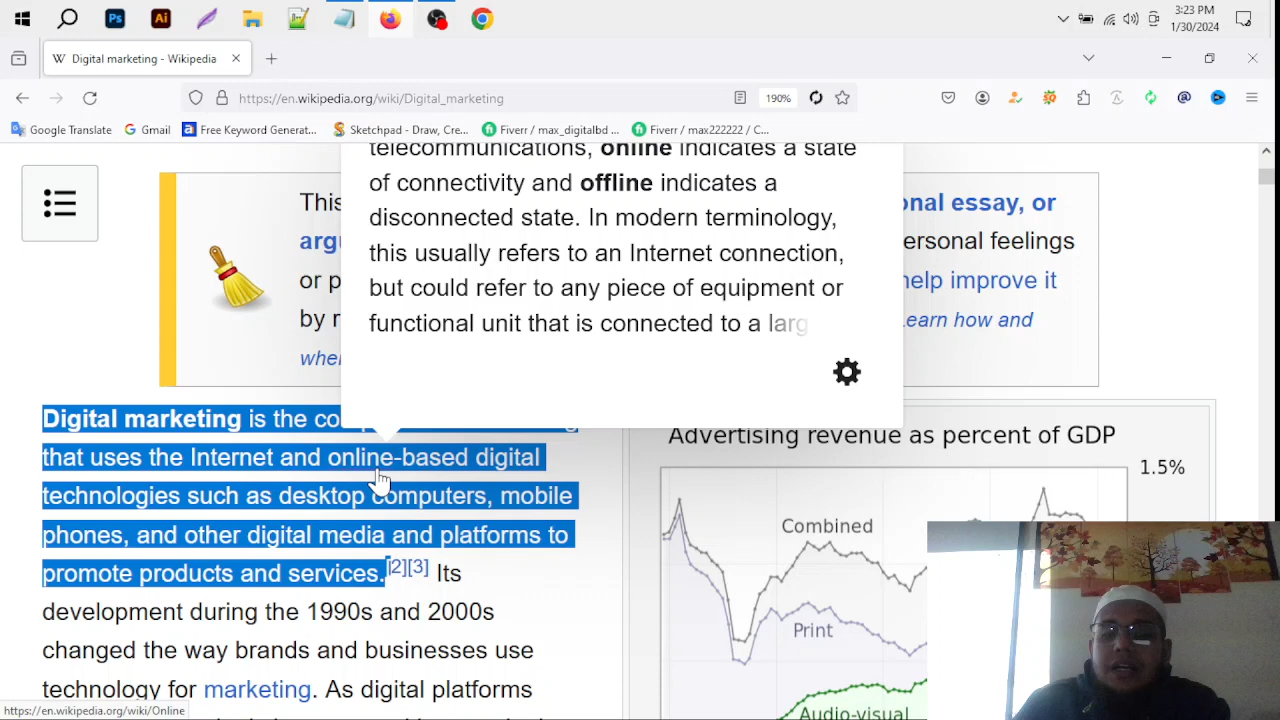 3:23 PM
1/30/2024
Digital marketing - Wikipedia
https://en.wikipedia.org/wiki/Digital_marketing
190%
Google Translate
Gmail
Free Keyword Generat...
Sketchpad - Draw, Cre...
Fiverr / max_digitalbd ...
Fiverr / max222222 / C...
telecommunications, online indicates a state
of connectivity and offline indicates a
disconnected state. In modern terminology,
this usually refers to an Internet connection,
but could refer to any piece of equipment or
functional unit that is connected to a larg
This
onal essay, or
argu
ersonal feelings
or p
help improve it
by r
Learn how and
whe
Digital marketing is the co
that uses the Internet and online-based digital
technologies such as desktop computers, mobile
phones, and other digital media and platforms to
promote products and services.[2][3] Its
development during the 1990s and 2000s
changed the way brands and businesses use
technology for marketing. As digital platforms
Advertising revenue as percent of GDP
1.5%
Combined
Print
Audio-visual
https://en.wikipedia.org/wiki/Online